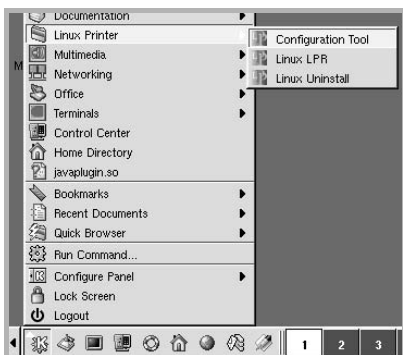 Documentation
Linux Printer
Configuration Tool
Multimedia
Linux LPR
M
Networking
Linux Uninstall
Office
Terminals
Control Center
Home Directory
javaplugin.so
Bookmarks
Recent Documents
Quick Browser
Run Command...
Configure Panel
Lock Screen
Logout
1 2 3